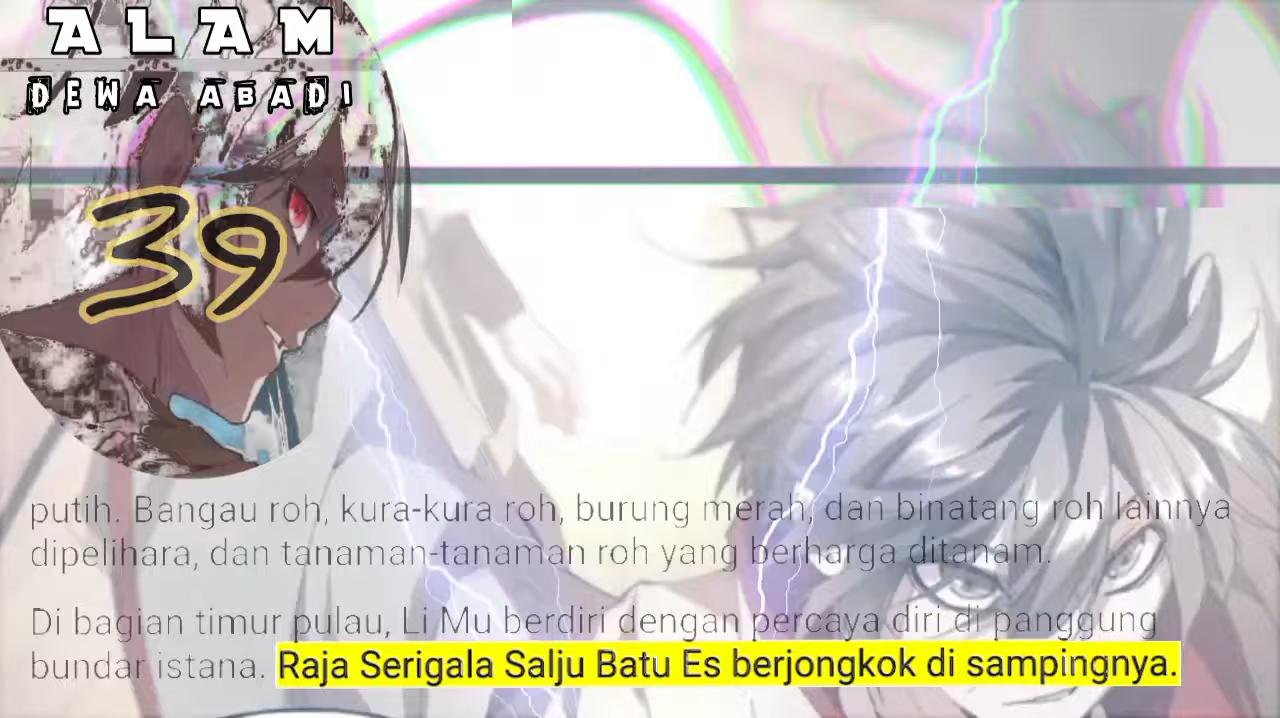 ALAM
DEWA ABADI
39
putih. Bangau roh, kura-kura roh, burung merah, dan binatang roh lainnya
dipelihara, dan tanaman-tanaman roh yang berharga ditanam.
Di bagian timur pulau, Li Mu berdiri dengan percaya diri di panggung
bundar istana. Raja Serigala Salju Batu Es berjongkok di sampingnya.